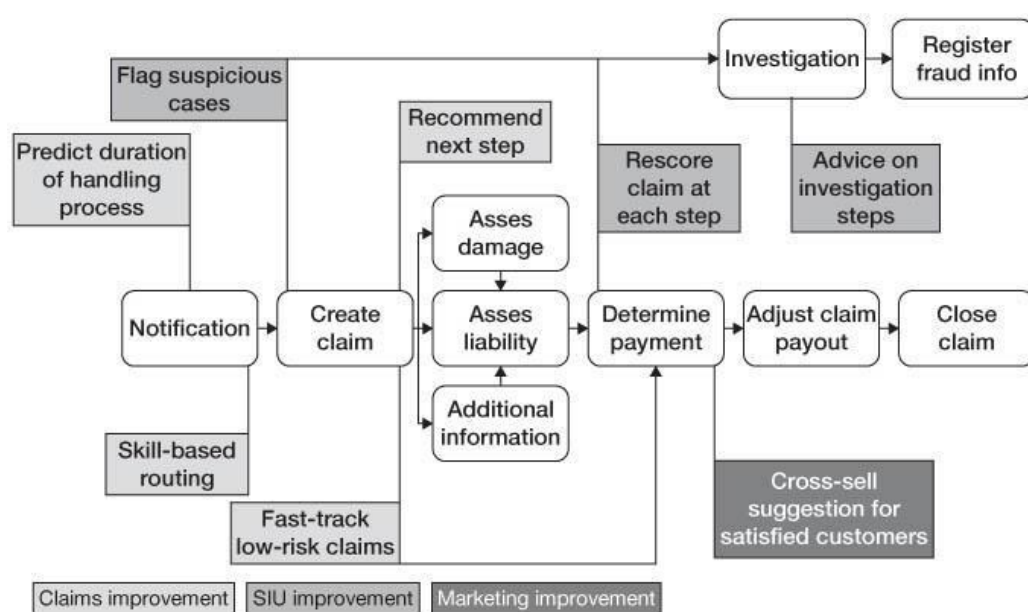 Flag suspicious
cases
Investigation
Register
fraud info
Predict duration
of handling
process
Recommend
next step
Rescore
claim at
each step
Advice on
investigation
steps
Asses
damage
Notification
Create
claim
Asses
liability
Determine
payment
Adjust claim
payout
Close
claim
Additional
information
Skill-based
routing
Fast-track
low-risk claims
Cross-sell
suggestion for
satisfied customers
Claims improvement
SIU improvement
Marketing improvement